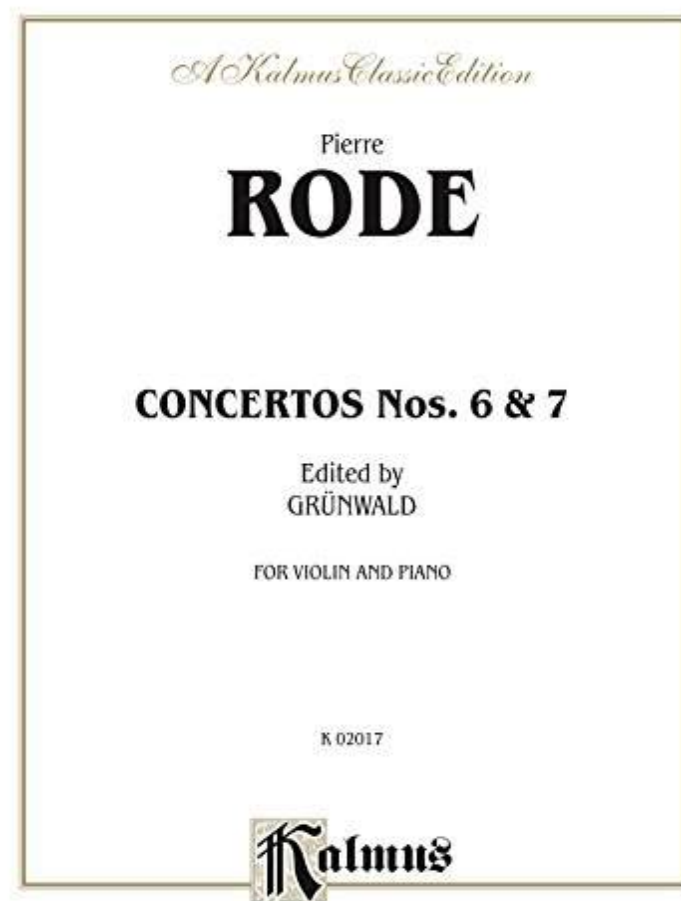 A Kalmus Classic Edition
Pierre
RODE
CONCERTOS Nos. 6 & 7
Edited by
GRÜNWALD
FOR VIOLIN AND PIANO
K 02017
Kalmus